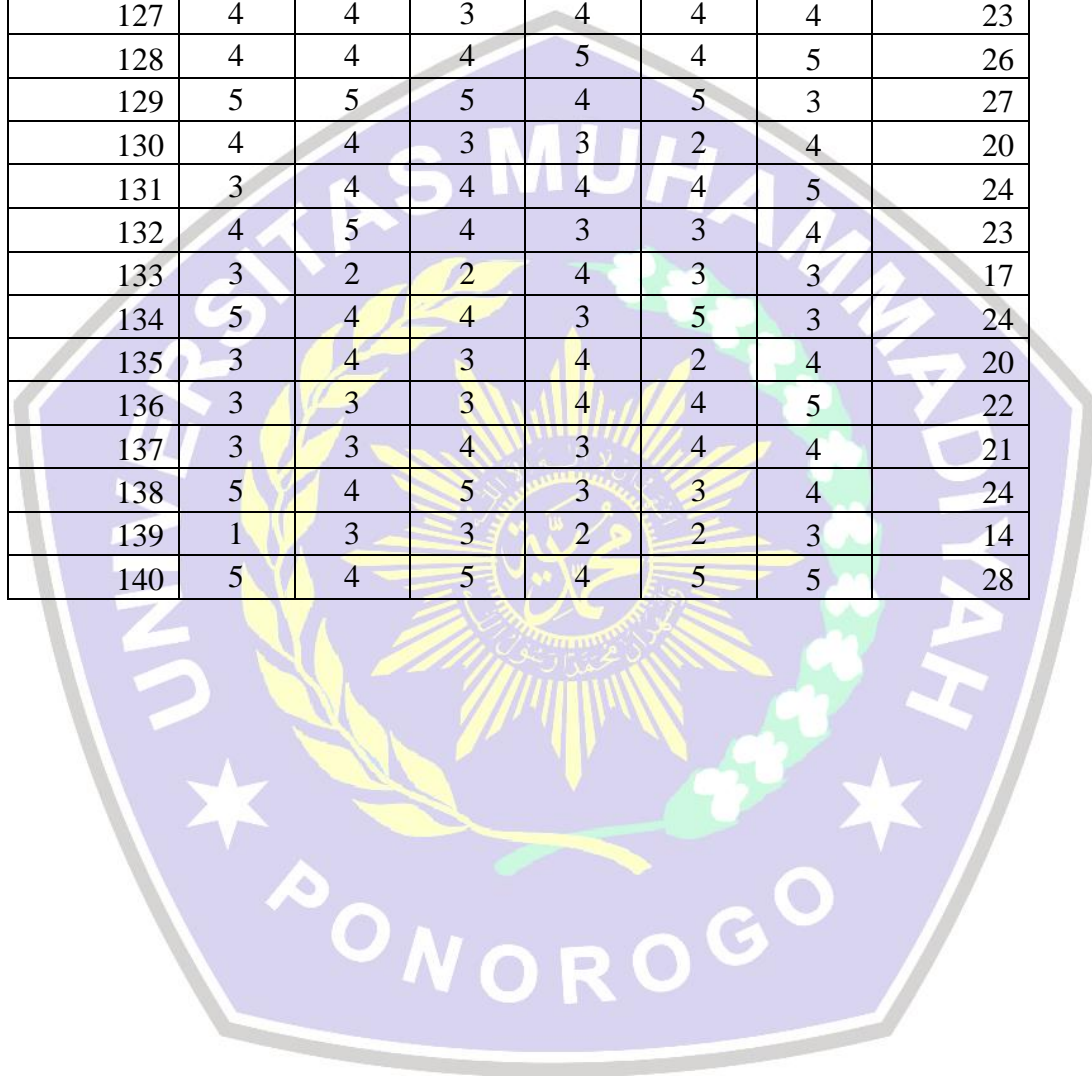 127 4 4 3 4 4 4 23
128 4 4 4 5 4 5 26
129 5 5 5 4 5 3 27
130 4 4 3 3 2 4 20
131 3 4 4 4 4 5 24
132 4 5 4 3 3 4 23
133 3 2 2 4 3 3 17
134 5 4 4 3 5 3 24
135 3 4 3 4 2 4 20
136 3 3 3 4 4 5 22
137 3 3 4 3 4 4 21
138 5 4 5 3 3 4 24
139 1 3 3 2 2 3 14
140 5 4 5 4 5 5 28
UNIVERSITAS MUHAMMADIYAH
PONOROGO